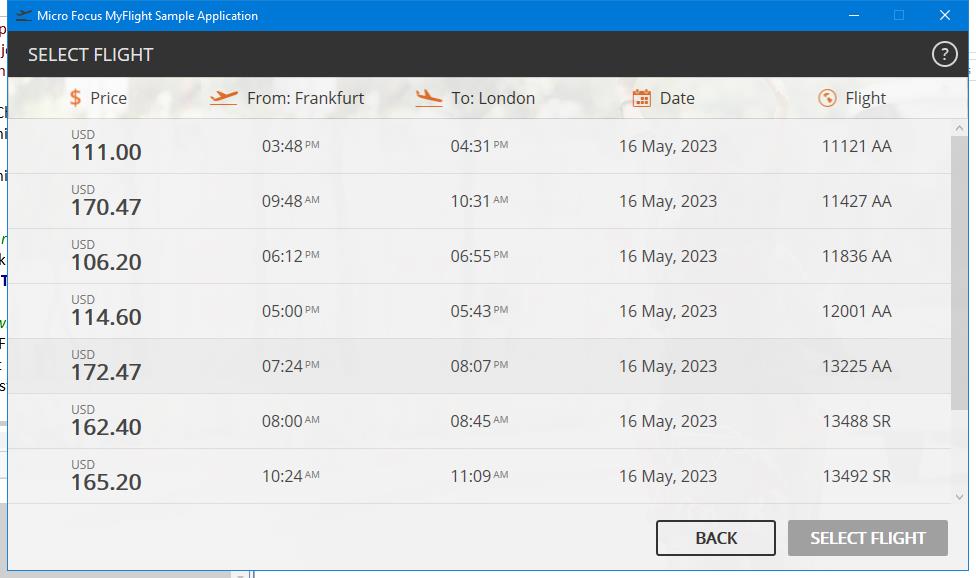 Micro Focus MyFlight Sample Application
SELECT FLIGHT
?
$ Price From: Frankfurt To: London Date Flight
USD
111.00 03:48 PM 04:31 PM 16 May, 2023 11121 AA
USD
170.47 09:48 AM 10:31 AM 16 May, 2023 11427 AA
USD
106.20 06:12 PM 06:55 PM 16 May, 2023 11836 AA
USD
114.60 05:00 PM 05:43 PM 16 May, 2023 12001 AA
USD
172.47 07:24 PM 08:07 PM 16 May, 2023 13225 AA
USD
162.40 08:00 AM 08:45 AM 16 May, 2023 13488 SR
USD
165.20 10:24 AM 11:09 AM 16 May, 2023 13492 SR
BACK SELECT FLIGHT